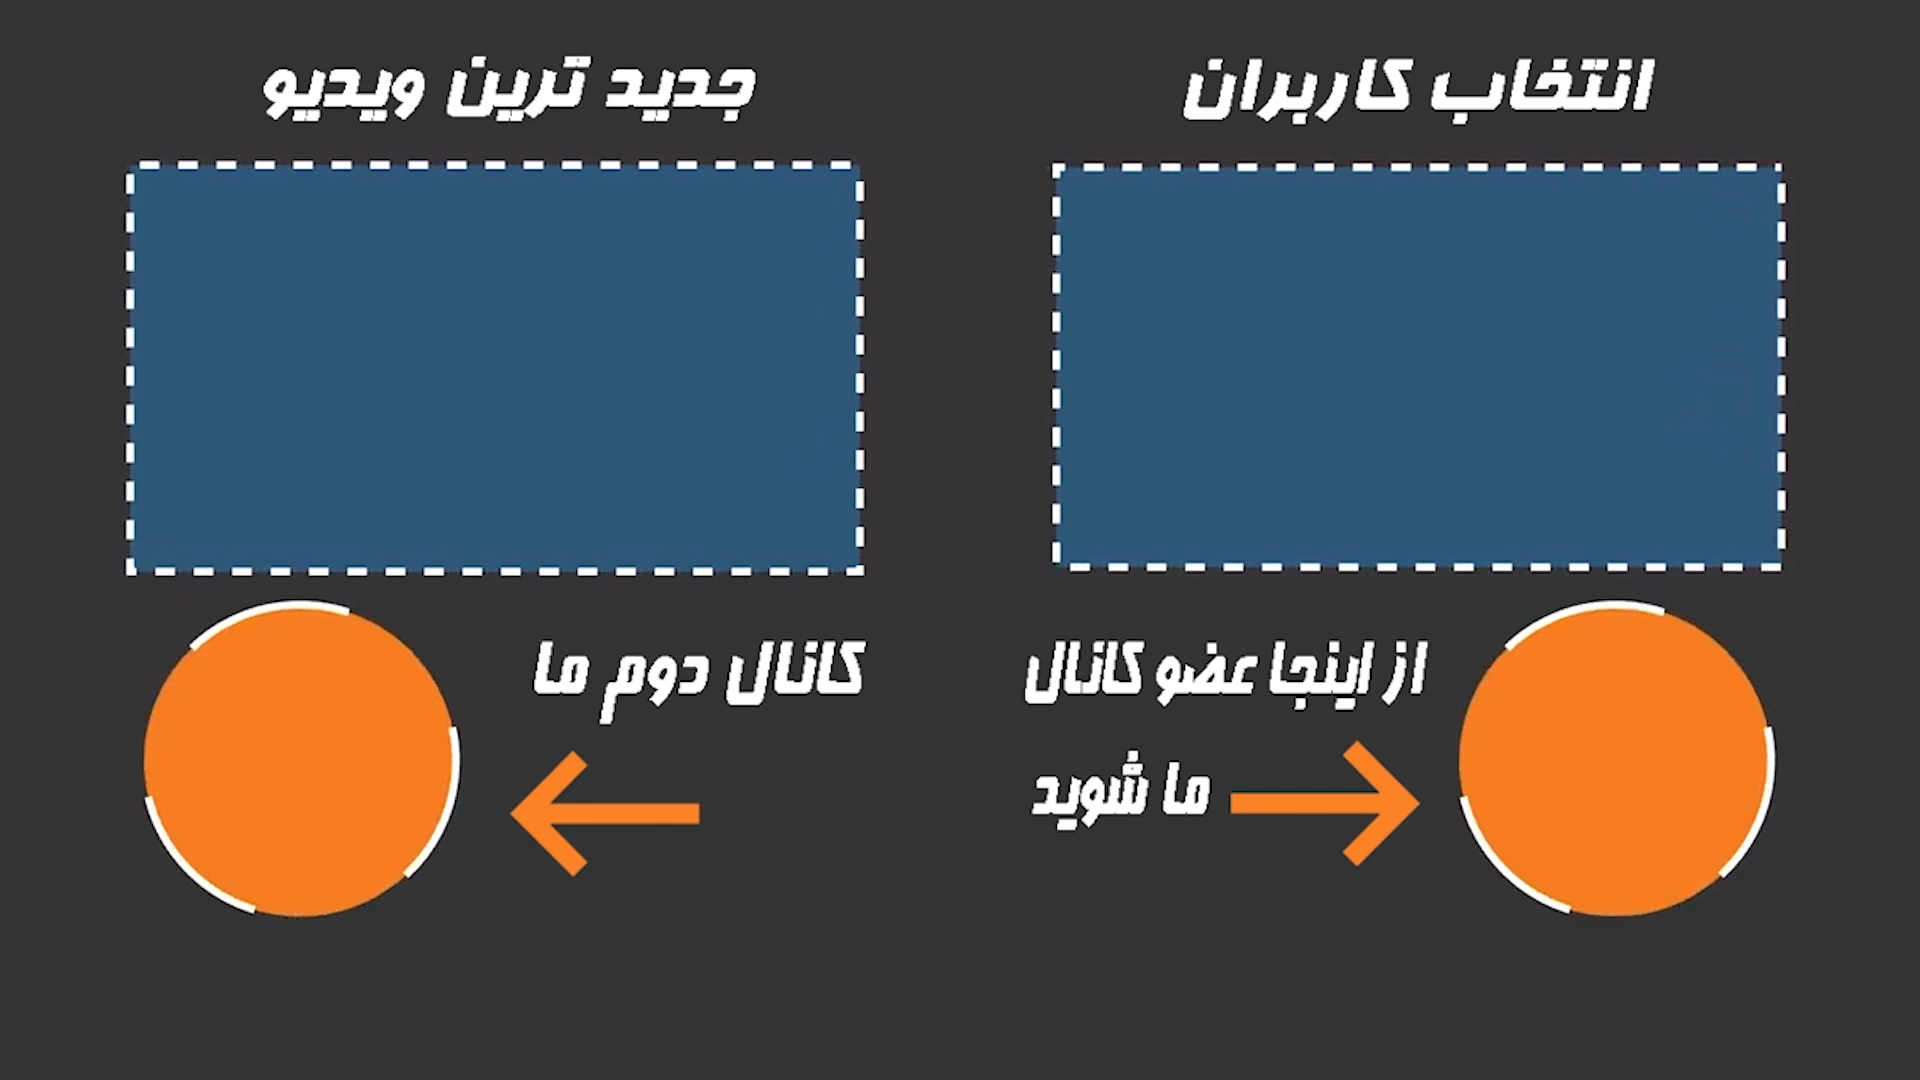 انتخاب کاربران
جدید ترین ویدیو
از اینجا عضو کانال
ما شوید
کانال دوم ما